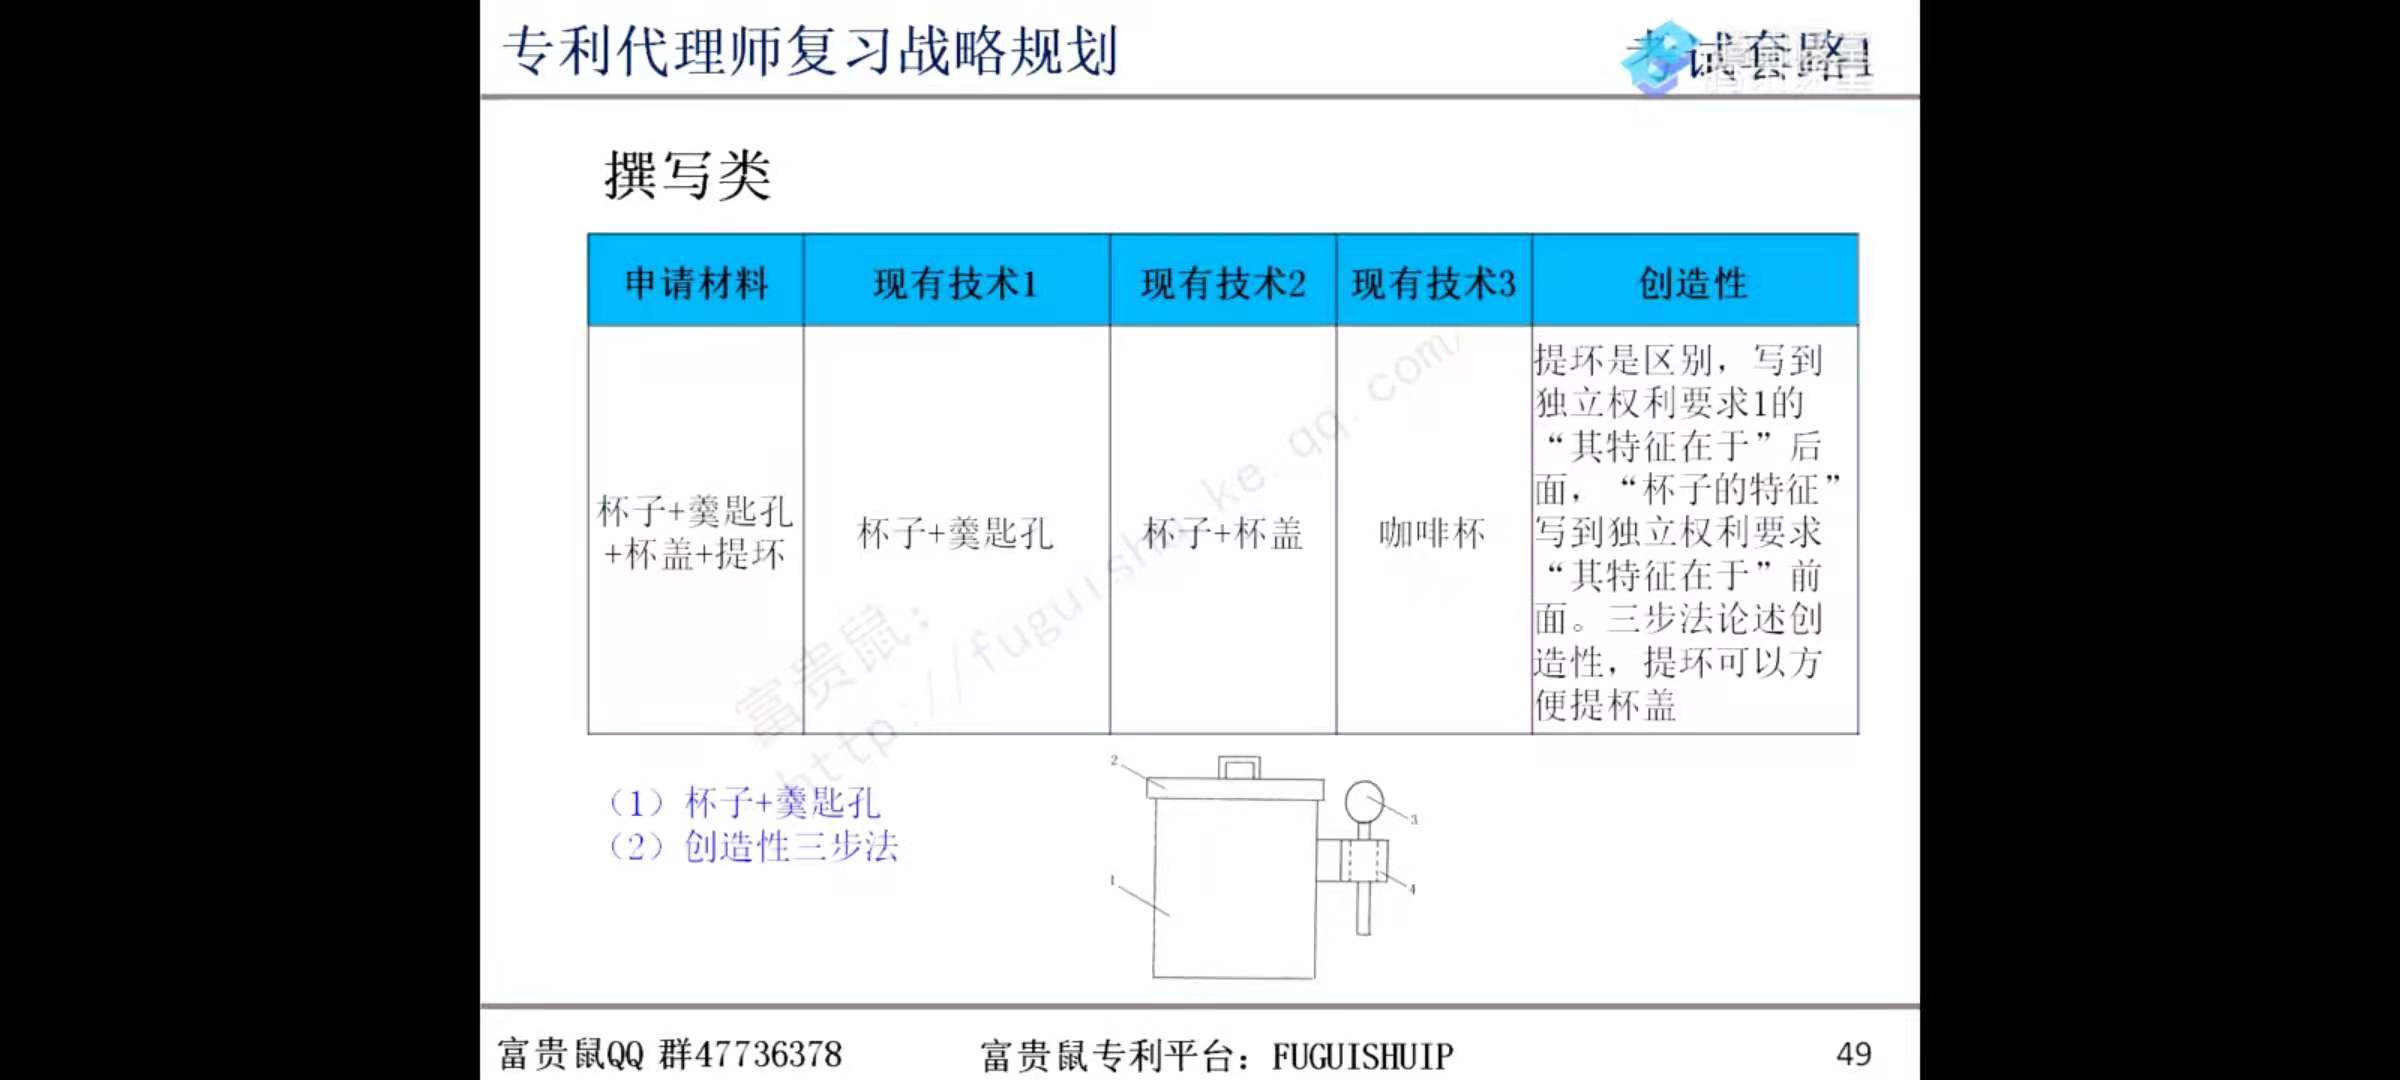 专利代理师复习战略规划
考试套路1
撰写类
申请材料
现有技术1
现有技术2
现有技术3
创造性
杯子+羹匙孔
+杯盖+提环
杯子+羹匙孔
杯子+杯盖
咖啡杯
提环是区别，写到
独立权利要求1的
“其特征在于”后
面，“杯子的特征”
写到独立权利要求
“其特征在于”前
面。三步法论述创
造性，提环可以方
便提杯盖
富贵鼠：
http://fuguishu.ke.qq.com/
（1）杯子+羹匙孔
（2）创造性三步法
2
3
1
4
富贵鼠QQ 群47736378
富贵鼠专利平台：FUGUISHUIP
49